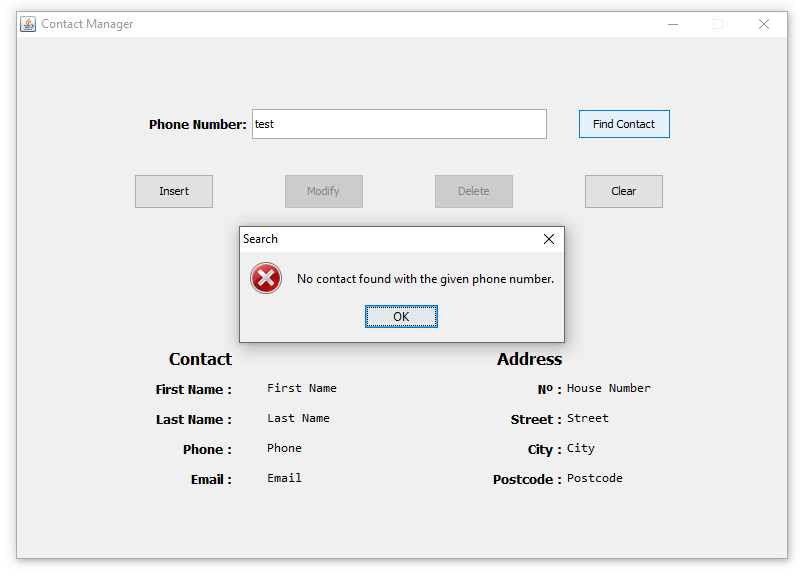 Contact Manager
Phone Number: test Find Contact
Insert Modify Delete Clear
Search
No contact found with the given phone number.
OK
Contact Address
First Name : First Name Nº : House Number
Last Name : Last Name Street : Street
Phone : Phone City : City
Email : Email Postcode : Postcode